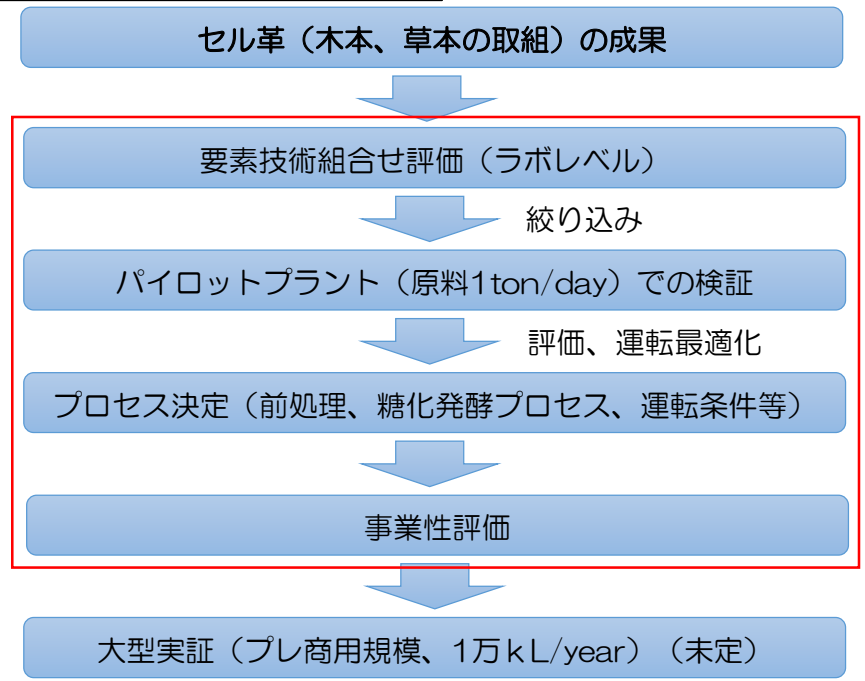 セル革（木本、草本の取組）の成果
要素技術組合せ評価（ラボレベル）
絞り込み
パイロットプラント（原料1ton/day）での検証
評価、運転最適化
プロセス決定（前処理、糖化発酵プロセス、運転条件等）
事業性評価
大型実証（プレ商用規模、1万ｋL/year）（未定）